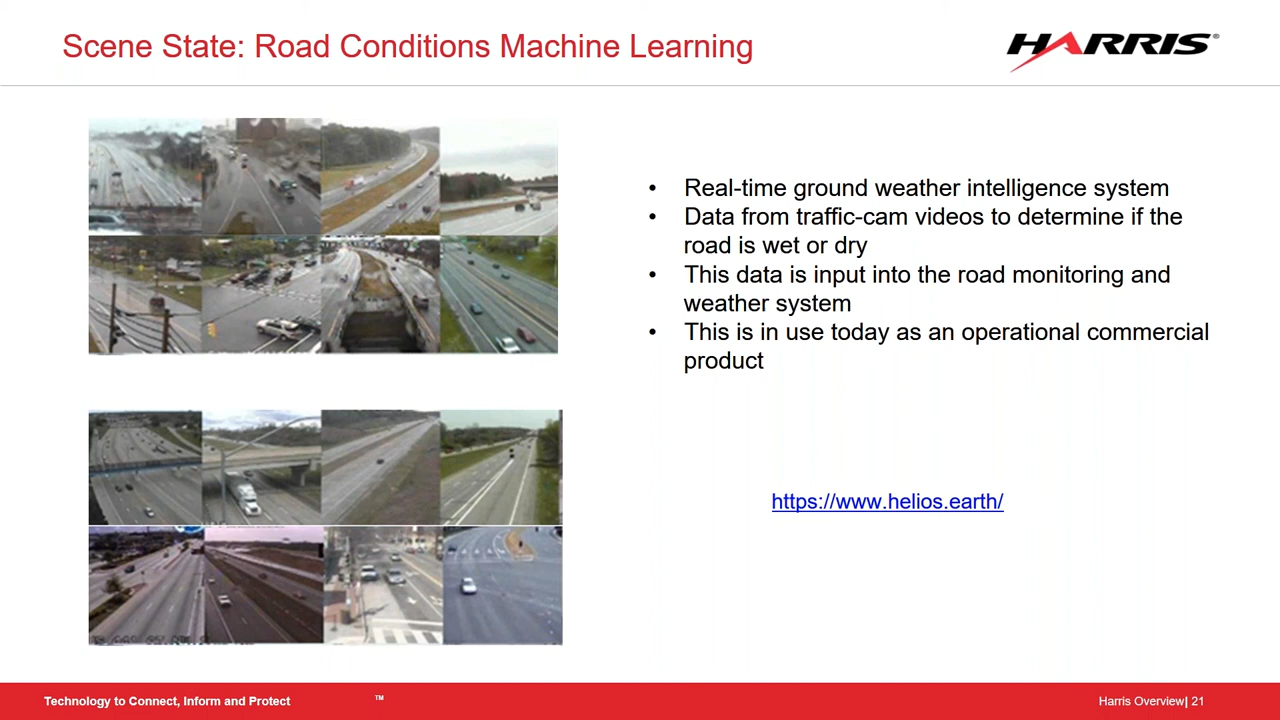 Scene State: Road Conditions Machine Learning
HARRIS®
• Real-time ground weather intelligence system
• Data from traffic-cam videos to determine if the
road is wet or dry
• This data is input into the road monitoring and
weather system
• This is in use today as an operational commercial
product
https://www.helios.earth/
Technology to Connect, Inform and Protect ™
Harris Overview| 21